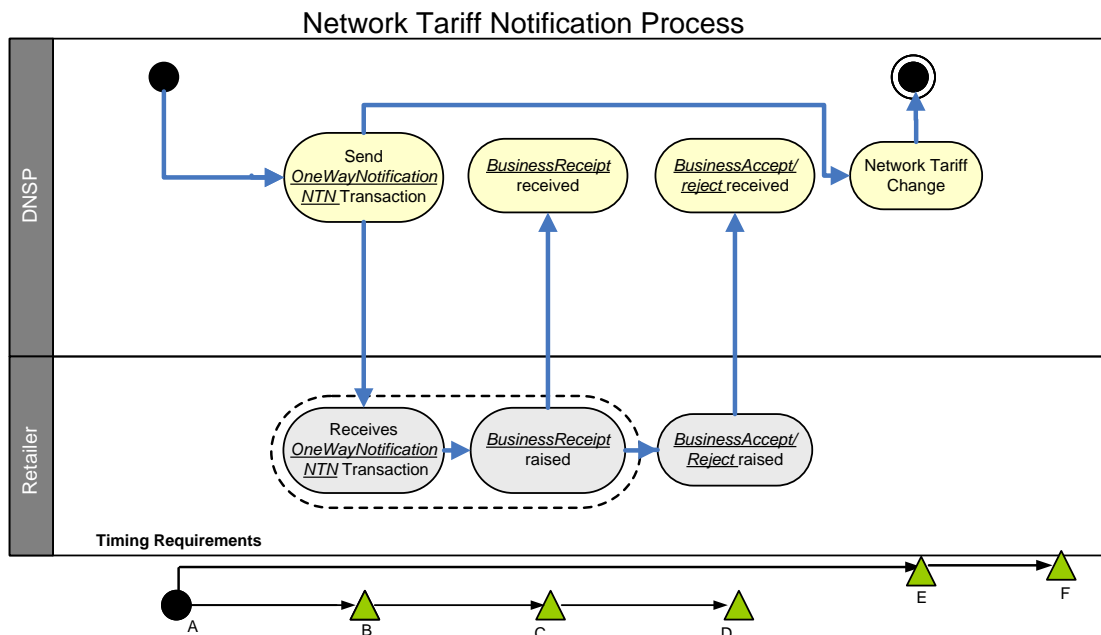 Network Tariff Notification Process
DNSP
Send
OneWayNotification
NTN Transaction
BusinessReceipt
received
BusinessAccept/
reject received
Network Tariff
Change
Retailer
Receives
OneWayNotification
NTN Transaction
BusinessReceipt
raised
BusinessAccept/
Reject raised
Timing Requirements
A
B
C
D
E
F